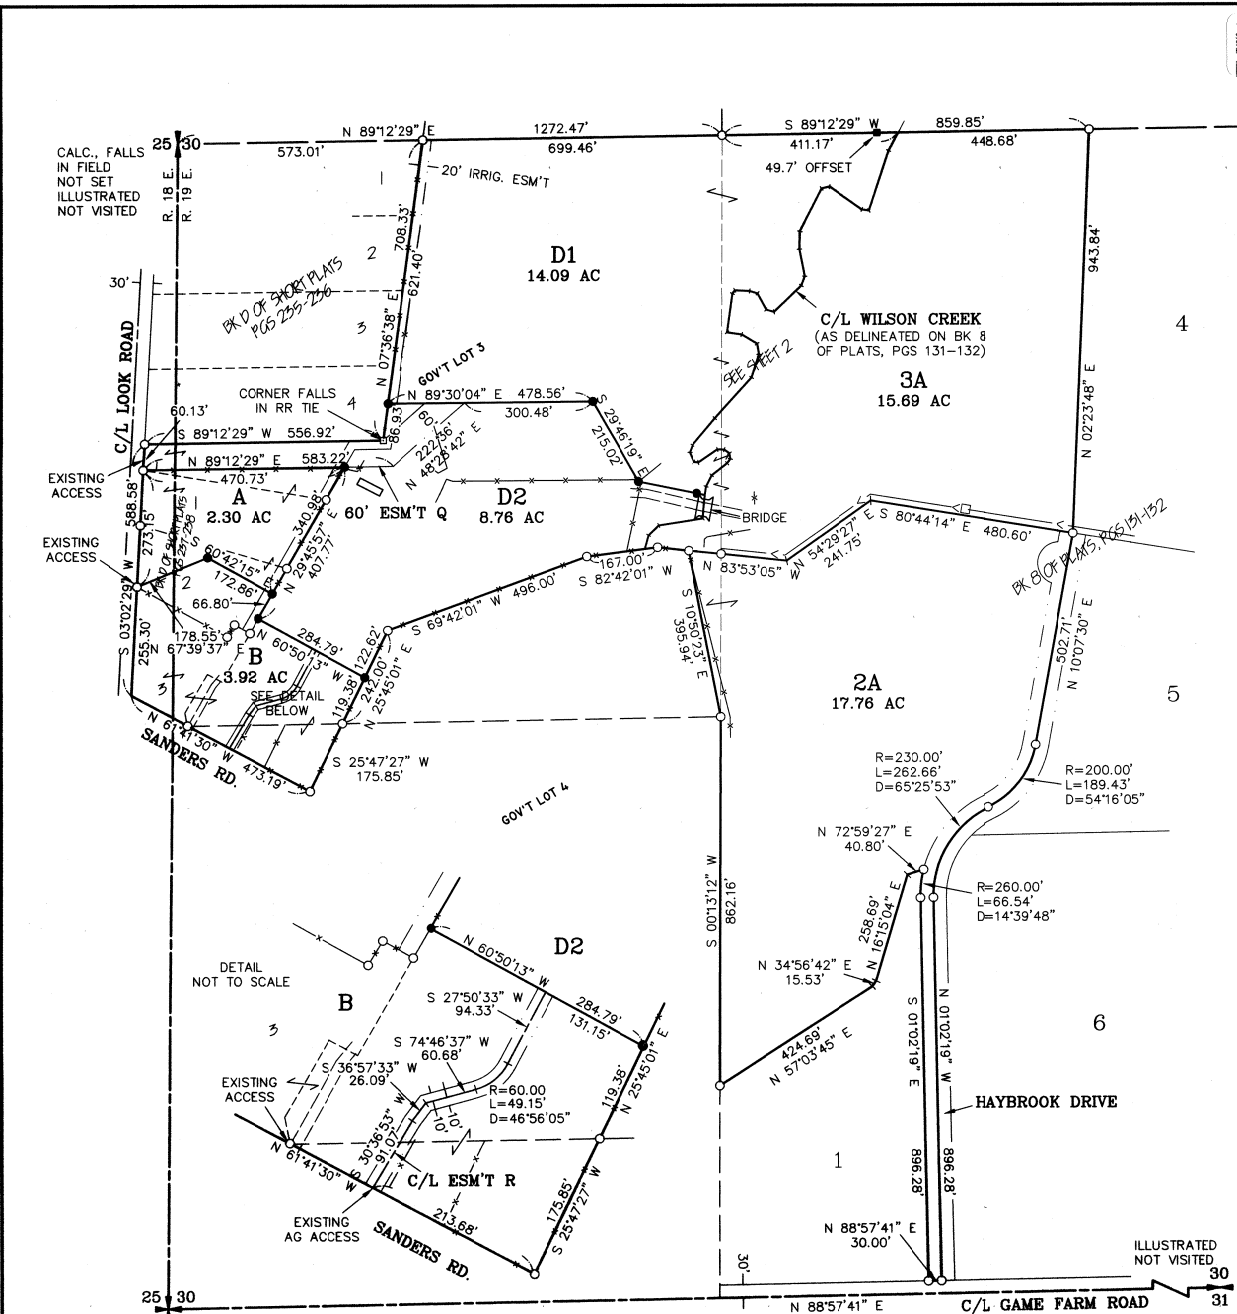 N 89°12'29" E
1272.47'
S 89°12'29" W
859.85'
25
30
573.01'
699.46'
411.17'
448.68'
49.7' OFFSET
CALC., FALLS
IN FIELD
NOT SET
ILLUSTRATED
NOT VISITED
R. 18 E.
R. 19 E.
1
20' IRRIG. ESM'T
708.33'
621.40'
N 07°36'38" E
2
D1
14.09 AC
943.84'
N 02°23'48" E
30'
BK D OF SHORT PLATS
PGS 235-236
3
C/L WILSON CREEK
(AS DELINEATED ON BK 8
OF PLATS, PGS 131-132)
4
SEE SHEET 2
3A
15.69 AC
C/L LOOK ROAD
GOV'T LOT 3
CORNER FALLS
IN RR TIE
4
86.93'
N 89°30'04" E
478.56'
300.48'
60.13'
S 89°12'29" W
556.92'
60'
222.36'
N 48°28'42" E
S 29°46'19" E
215.02'
N 89°12'29" E
583.22'
470.73'
EXISTING
ACCESS
A
2.30 AC
60' ESM'T Q
D2
8.76 AC
BRIDGE
588.58'
273.15'
340.98'
N 29°45'57" E
407.77'
EXISTING
ACCESS
BK D OF SHORT PLATS
PGS 237-238
S 60°42'15" E
172.86'
2
66.80'
S 80°44'14" E
480.60'
N 54°29'27" E
241.75'
167.00'
S 82°42'01" W
N 83°53'05" W
BK 8 (OF PLATS, PGS 131-132
S 03°02'29" W
255.30'
178.55'
N 67°39'37" E
496.00'
S 69°42'01" W
S 10°50'23" E
395.94'
B
3.92 AC
3
284.79'
N 60°50'13" W
122.62'
119.38'
242.00'
N 25°45'01" E
SEE DETAIL
BELOW
502.71'
N 10°07'30" E
5
2A
17.76 AC
N 61°41'30" W
473.19'
SANDERS RD.
S 25°47'27" W
175.85'
GOV'T LOT 4
R=230.00'
L=262.66'
D=65°25'53"
R=200.00'
L=189.43'
D=54°16'05"
N 72°59'27" E
40.80'
R=260.00'
L=66.54'
D=14°39'48"
S 00°13'12" W
862.16'
258.69'
N 16°15'04" E
N 34°56'42" E
15.53'
424.69'
N 57°03'45" E
DETAIL
NOT TO SCALE
N 60°50'13" W
D2
B
S 27°50'33" W
94.33'
284.79'
131.15'
3
S 74°46'37" W
60.68'
S 36°57'33" W
26.09'
R=60.00
L=49.15'
D=46°56'05"
119.38'
N 25°45'01" E
EXISTING
ACCESS
10'
10'
S 30°36'53" W
91.07'
N 61°41'30" W
C/L ESM'T R
EXISTING
AG ACCESS
213.68'
SANDERS RD.
175.85'
S 25°47'27" W
S 01°02'19" E
896.28'
N 01°02'19" W
896.28'
6
HAYBROOK DRIVE
1
N 88°57'41" E
30.00'
ILLUSTRATED
NOT VISITED
25
30
30'
N 88°57'41" E
C/L GAME FARM ROAD
30
31